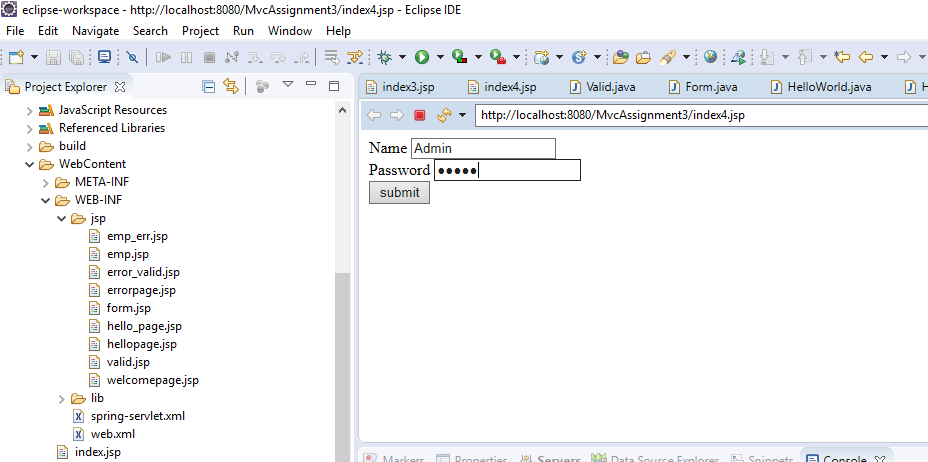 eclipse-workspace - http://localhost:8080/MvcAssignment3/index4.jsp - Eclipse IDE
File Edit Navigate Search Project Run Window Help
Project Explorer
index3.jsp index4.jsp Valid.java Form.java HelloWorld.java H
http://localhost:8080/MvcAssignment3/index4.jsp
JavaScript Resources
Referenced Libraries
build
WebContent
META-INF
WEB-INF
jsp
emp_err.jsp
emp.jsp
error_valid.jsp
errorpage.jsp
form.jsp
hello_page.jsp
hellopage.jsp
valid.jsp
welcomepage.jsp
lib
spring-servlet.xml
web.xml
index.jsp
Name Admin
Password •••••
submit
Markers Properties Servers Data Source Explorer Snippets Console